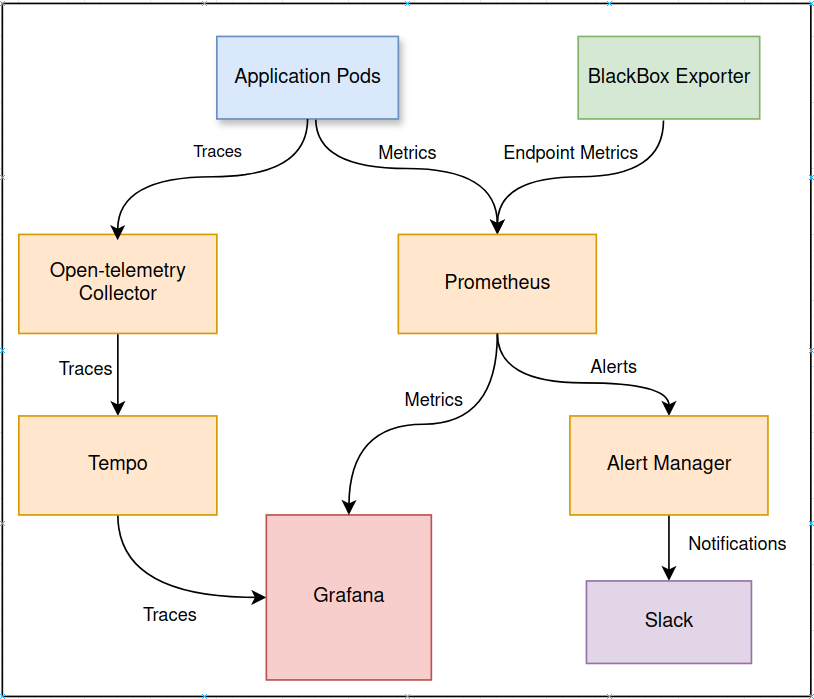 Application Pods
BlackBox Exporter
Traces
Metrics
Endpoint Metrics
Open-telemetry
Collector
Prometheus
Traces
Metrics
Alerts
Tempo
Alert Manager
Traces
Grafana
Notifications
Slack